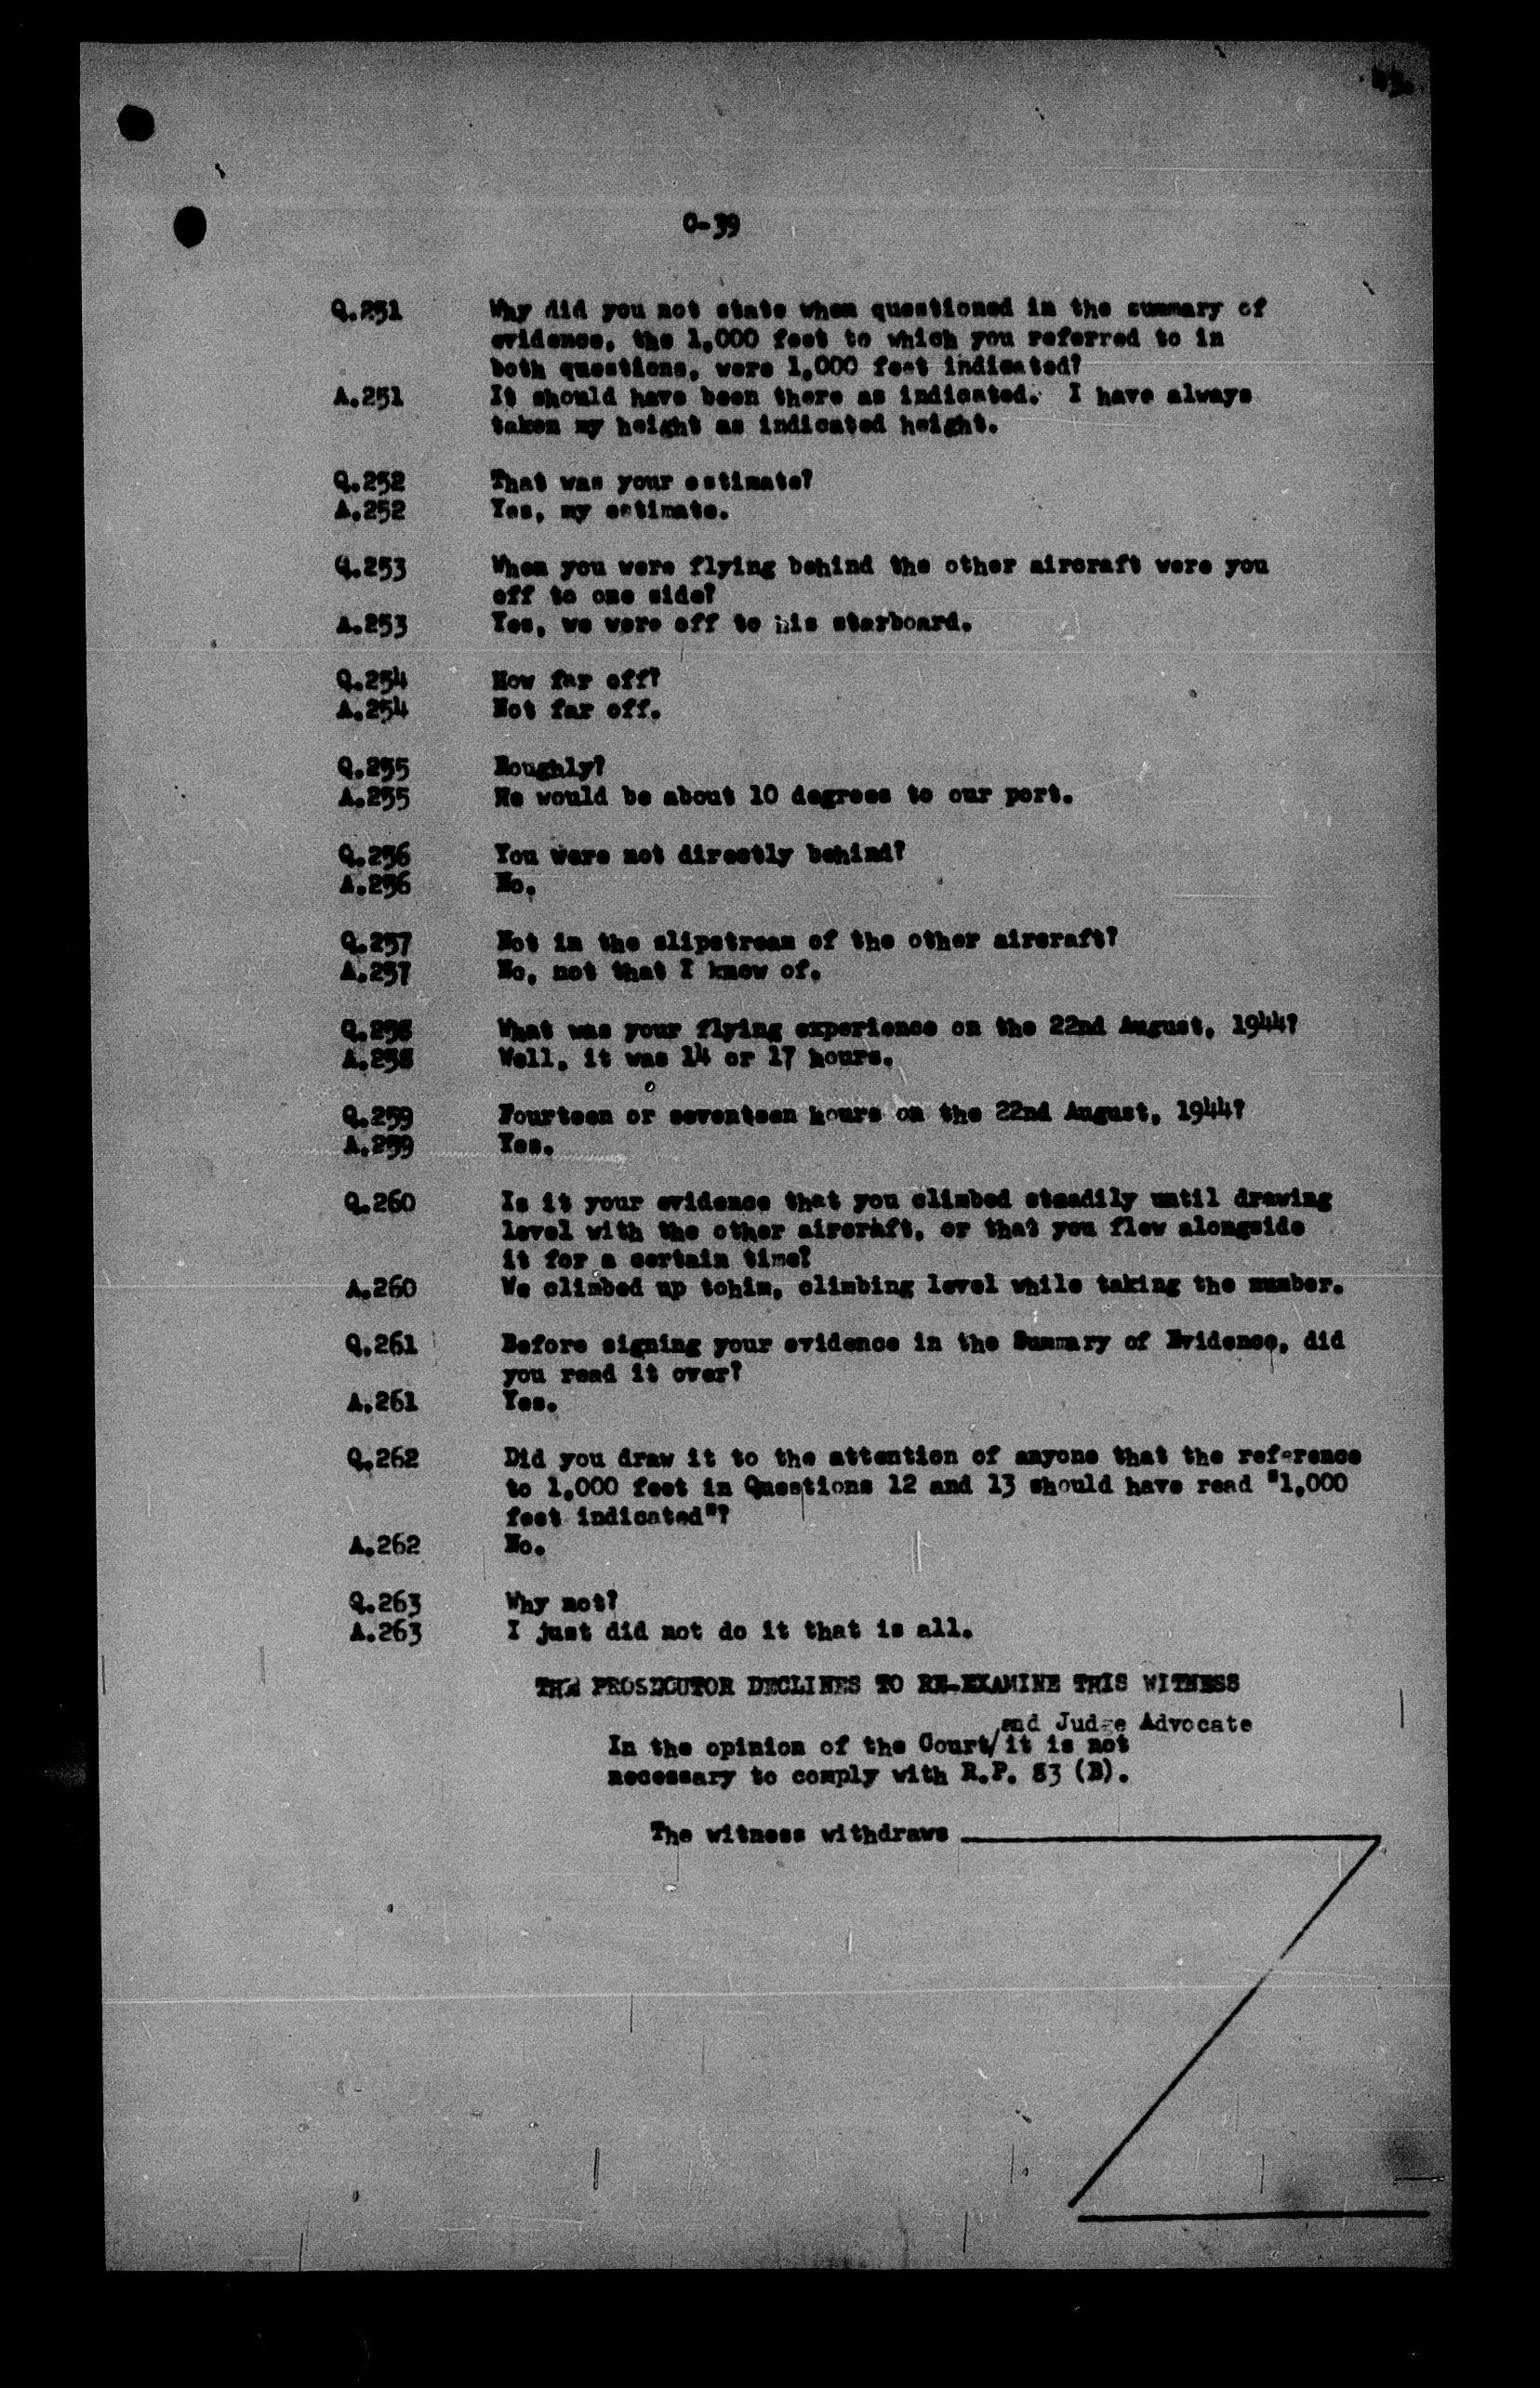 C-39
Q.251 Why did you not state when questioned in the summary of
evidence, the 1,000 feet to which you referred to in
both questions, were 1,000 feet indicated?
A.251 It should have been there as indicated. I have always
taken my height as indicated height.
Q.252 That was your estimate?
A.252 Yes, my estimate.
Q.253 When you were flying behind the other aircraft were you
off to one side?
A.253 Yes, we were off to his starboard.
Q.254 How far off?
A.254 Not far off.
Q.255 Roughly?
A.255 He would be about 10 degrees to our port.
Q.256 You were not directly behind?
A.256 No.
Q.257 Not in the slipstream of the other aircraft?
A.257 No, not that I know of.
Q.258 What was your flying experience on the 22nd August, 1944?
A.258 Well, it was 14 or 17 hours.
Q.259 Fourteen or seventeen hours on the 22nd August, 1944?
A.259 Yes.
Q.260 Is it your evidence that you climbed steadily until drawing
level with the other aircraft, or that you flew alongside
it for a certain time?
A.260 We climbed up tohim, climbing level while taking the number.
Q.261 Before signing your evidence in the Summary of Evidence, did
you read it over?
A.261 Yes.
Q.262 Did you draw it to the attention of anyone that the reference
to 1,000 feet in Questions 12 and 13 should have read "1,000
feet indicated"?
A.262 No.
Q.263 Why not?
A.263 I just did not do it that is all.
THE PROSECUTOR DECLINES TO RE-EXAMINE THIS WITNESS
and Judge Advocate
In the opinion of the Court/it is not
necessary to comply with R.P. 83 (B).
The witness withdraws